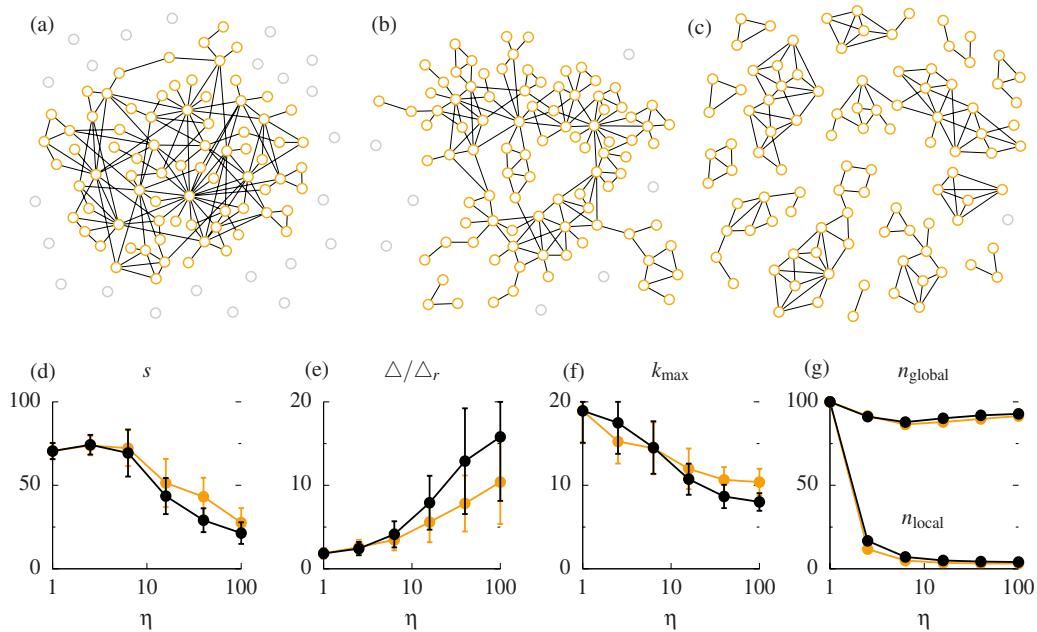 (a) (b) (c)
(d) s (e) △/△r (f) kmax (g) nglobal
100 20 20 100
50 10 10 50
nlocal
0 0 0 0
1 10 100 1 10 100 1 10 100 1 10 100
η η η η